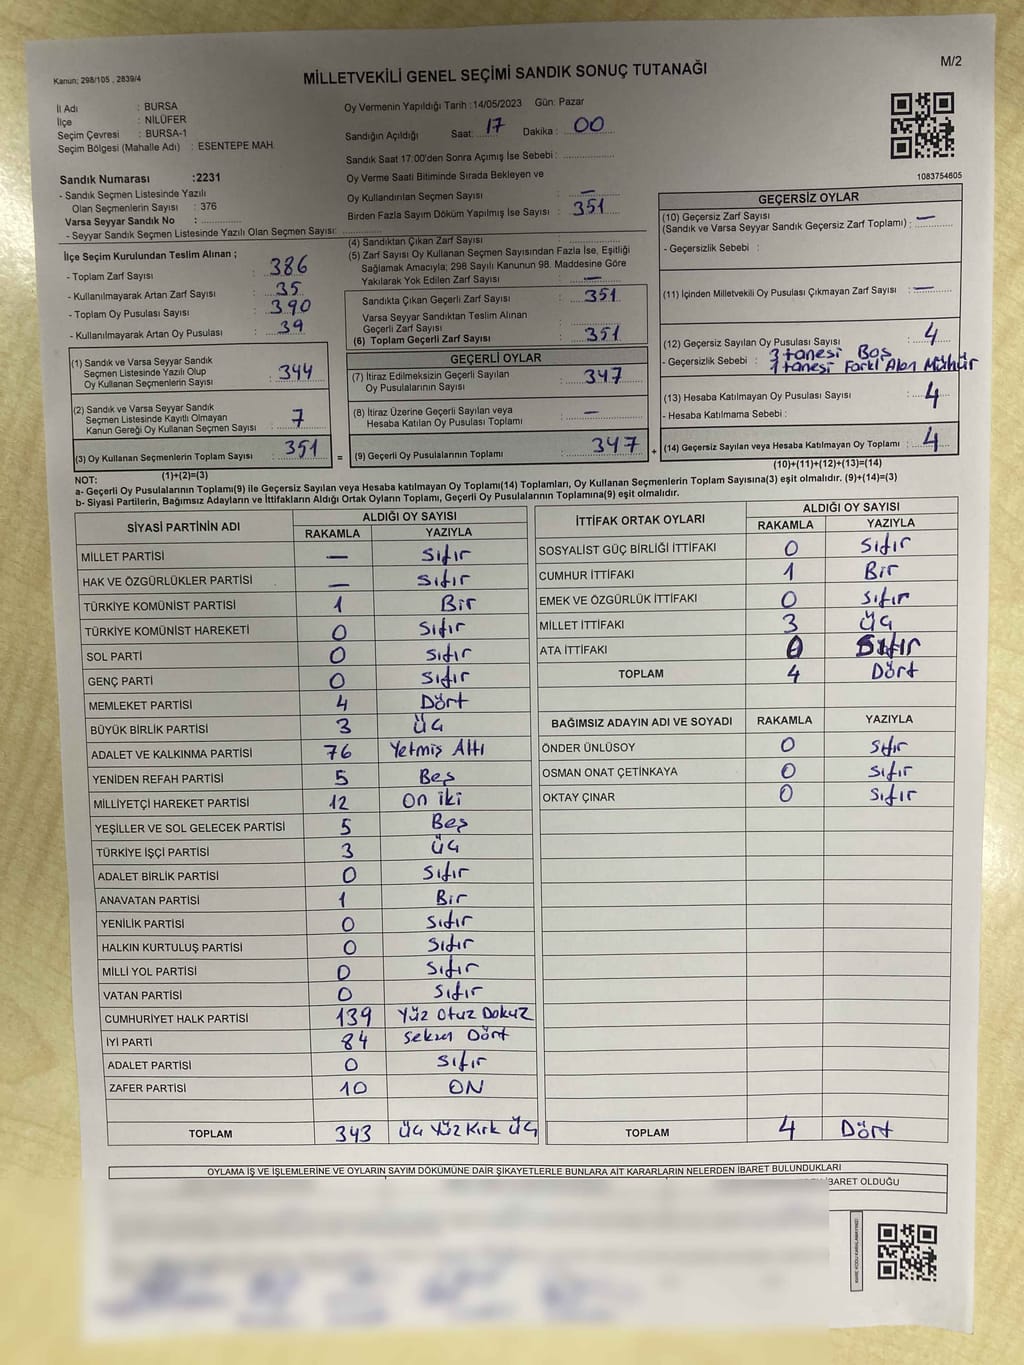 Kanun; 298/105 , 2839/4
MİLLETVEKİLİ GENEL SEÇİMİ SANDIK SONUÇ TUTANAĞI
M/2
İl Adı : BURSA
İlçe : NİLÜFER
Seçim Çevresi : BURSA-1
Seçim Bölgesi (Mahalle Adı) : ESENTEPE MAH.
Oy Vermenin Yapıldığı Tarih :14/05/2023 Gün: Pazar
Sandığın Açıldığı Saat: 17 Dakika : 00
Sandık Saat 17:00'den Sonra Açımış İse Sebebi :
Oy Verme Saati Bitiminde Sırada Bekleyen ve
Oy Kullandırılan Seçmen Sayısı : —
Birden Fazla Sayım Döküm Yapılmış İse Sayısı : 351
1083754605
Sandık Numarası :2231
- Sandık Seçmen Listesinde Yazılı
Olan Seçmenlerin Sayısı : 376
Varsa Seyyar Sandık No :
- Seyyar Sandık Seçmen Listesinde Yazılı Olan Seçmen Sayısı:
İlçe Seçim Kurulundan Teslim Alınan ;
- Toplam Zarf Sayısı : 386
- Kullanılmayarak Artan Zarf Sayısı : 35
- Toplam Oy Pusulası Sayısı : 390
- Kullanılmayarak Artan Oy Pusulası : 39
(1) Sandık ve Varsa Seyyar Sandık
Seçmen Listesinde Yazılı Olup
Oy Kullanan Seçmenlerin Sayısı : 344
(2) Sandık ve Varsa Seyyar Sandık
Seçmen Listesinde Kayıtlı Olmayan
Kanun Gereği Oy Kullanan Seçmen Sayısı : 7
(3) Oy Kullanan Seçmenlerin Toplam Sayısı : 351
(1)+(2)=(3)
(4) Sandıktan Çıkan Zarf Sayısı :
(5) Zarf Sayısı Oy Kullanan Seçmen Sayısından Fazla İse, Eşitliği
Sağlamak Amacıyla; 298 Sayılı Kanunun 98. Maddesine Göre
Yakılarak Yok Edilen Zarf Sayısı : —
Sandıkta Çıkan Geçerli Zarf Sayısı : 351
Varsa Seyyar Sandıktan Teslim Alınan
Geçerli Zarf Sayısı :
(6) Toplam Geçerli Zarf Sayısı : 351
GEÇERLİ OYLAR
(7) İtiraz Edilmeksizin Geçerli Sayılan
Oy Pusulalarının Sayısı : 347
(8) İtiraz Üzerine Geçerli Sayılan veya
Hesaba Katılan Oy Pusulası Toplamı : —
= (9) Geçerli Oy Pusulalarının Toplamı : 347 +
GEÇERSİZ OYLAR
(10) Geçersiz Zarf Sayısı
(Sandık ve Varsa Seyyar Sandık Geçersiz Zarf Toplamı) : —
- Geçersizlik Sebebi :
(11) İçinden Milletvekili Oy Pusulası Çıkmayan Zarf Sayısı : —
(12) Geçersiz Sayılan Oy Pusulası Sayısı : 4
- Geçersizlik Sebebi : 3 tanesi Boş
1 tanesi Farklı Alan Mühür
(13) Hesaba Katılmayan Oy Pusulası Sayısı : 4
- Hesaba Katılmama Sebebi :
(14) Geçersiz Sayılan veya Hesaba Katılmayan Oy Toplamı : 4
(10)+(11)+(12)+(13)=(14)
NOT:
a- Geçerli Oy Pusulalarının Toplamı(9) ile Geçersiz Sayılan veya Hesaba katılmayan Oy Toplamı(14) Toplamları, Oy Kullanan Seçmenlerin Toplam Sayısına(3) eşit olmalıdır. (9)+(14)=(3)
b- Siyasi Partilerin, Bağımsız Adayların ve İttifakların Aldığı Ortak Oyların Toplamı, Geçerli Oy Pusulalarının Toplamına(9) eşit olmalıdır.
SİYASİ PARTİNİN ADI ALDIĞI OY SAYISI
RAKAMLA YAZIYLA
MİLLET PARTİSİ — Sıfır
HAK VE ÖZGÜRLÜKLER PARTİSİ — Sıfır
TÜRKİYE KOMÜNİST PARTİSİ 1 Bir
TÜRKİYE KOMÜNİST HAREKETİ 0 Sıfır
SOL PARTİ 0 Sıfır
GENÇ PARTİ 0 Sıfır
MEMLEKET PARTİSİ 4 Dört
BÜYÜK BİRLİK PARTİSİ 3 Üç
ADALET VE KALKINMA PARTİSİ 76 Yetmiş Altı
YENİDEN REFAH PARTİSİ 5 Beş
MİLLİYETÇİ HAREKET PARTİSİ 12 On iki
YEŞİLLER VE SOL GELECEK PARTİSİ 5 Beş
TÜRKİYE İŞÇİ PARTİSİ 3 Üç
ADALET BİRLİK PARTİSİ 0 Sıfır
ANAVATAN PARTİSİ 1 Bir
YENİLİK PARTİSİ 0 Sıfır
HALKIN KURTULUŞ PARTİSİ 0 Sıfır
MİLLİ YOL PARTİSİ 0 Sıfır
VATAN PARTİSİ 0 Sıfır
CUMHURİYET HALK PARTİSİ 139 Yüz Otuz Dokuz
İYİ PARTİ 84 Seksen Dört
ADALET PARTİSİ 0 Sıfır
ZAFER PARTİSİ 10 ON
TOPLAM 343 Üç Yüz Kırk Üç
İTTİFAK ORTAK OYLARI ALDIĞI OY SAYISI
RAKAMLA YAZIYLA
SOSYALİST GÜÇ BİRLİĞİ İTTİFAKI 0 Sıfır
CUMHUR İTTİFAKI 1 Bir
EMEK VE ÖZGÜRLÜK İTTİFAKI 0 Sıfır
MİLLET İTTİFAKI 3 Üç
ATA İTTİFAKI 0 Sıfır
TOPLAM 4 Dört
BAĞIMSIZ ADAYIN ADI VE SOYADI RAKAMLA YAZIYLA
ÖNDER ÜNLÜSOY 0 Sıfır
OSMAN ONAT ÇETİNKAYA 0 Sıfır
OKTAY ÇINAR 0 Sıfır
TOPLAM 4 Dört
OYLAMA İŞ VE İŞLEMLERİNE VE OYLARIN SAYIM DÖKÜMÜNE DAİR ŞİKAYETLERLE BUNLARA AİT KARARLARIN NELERDEN İBARET BULUNDUKLARI
İBARET OLDUĞU